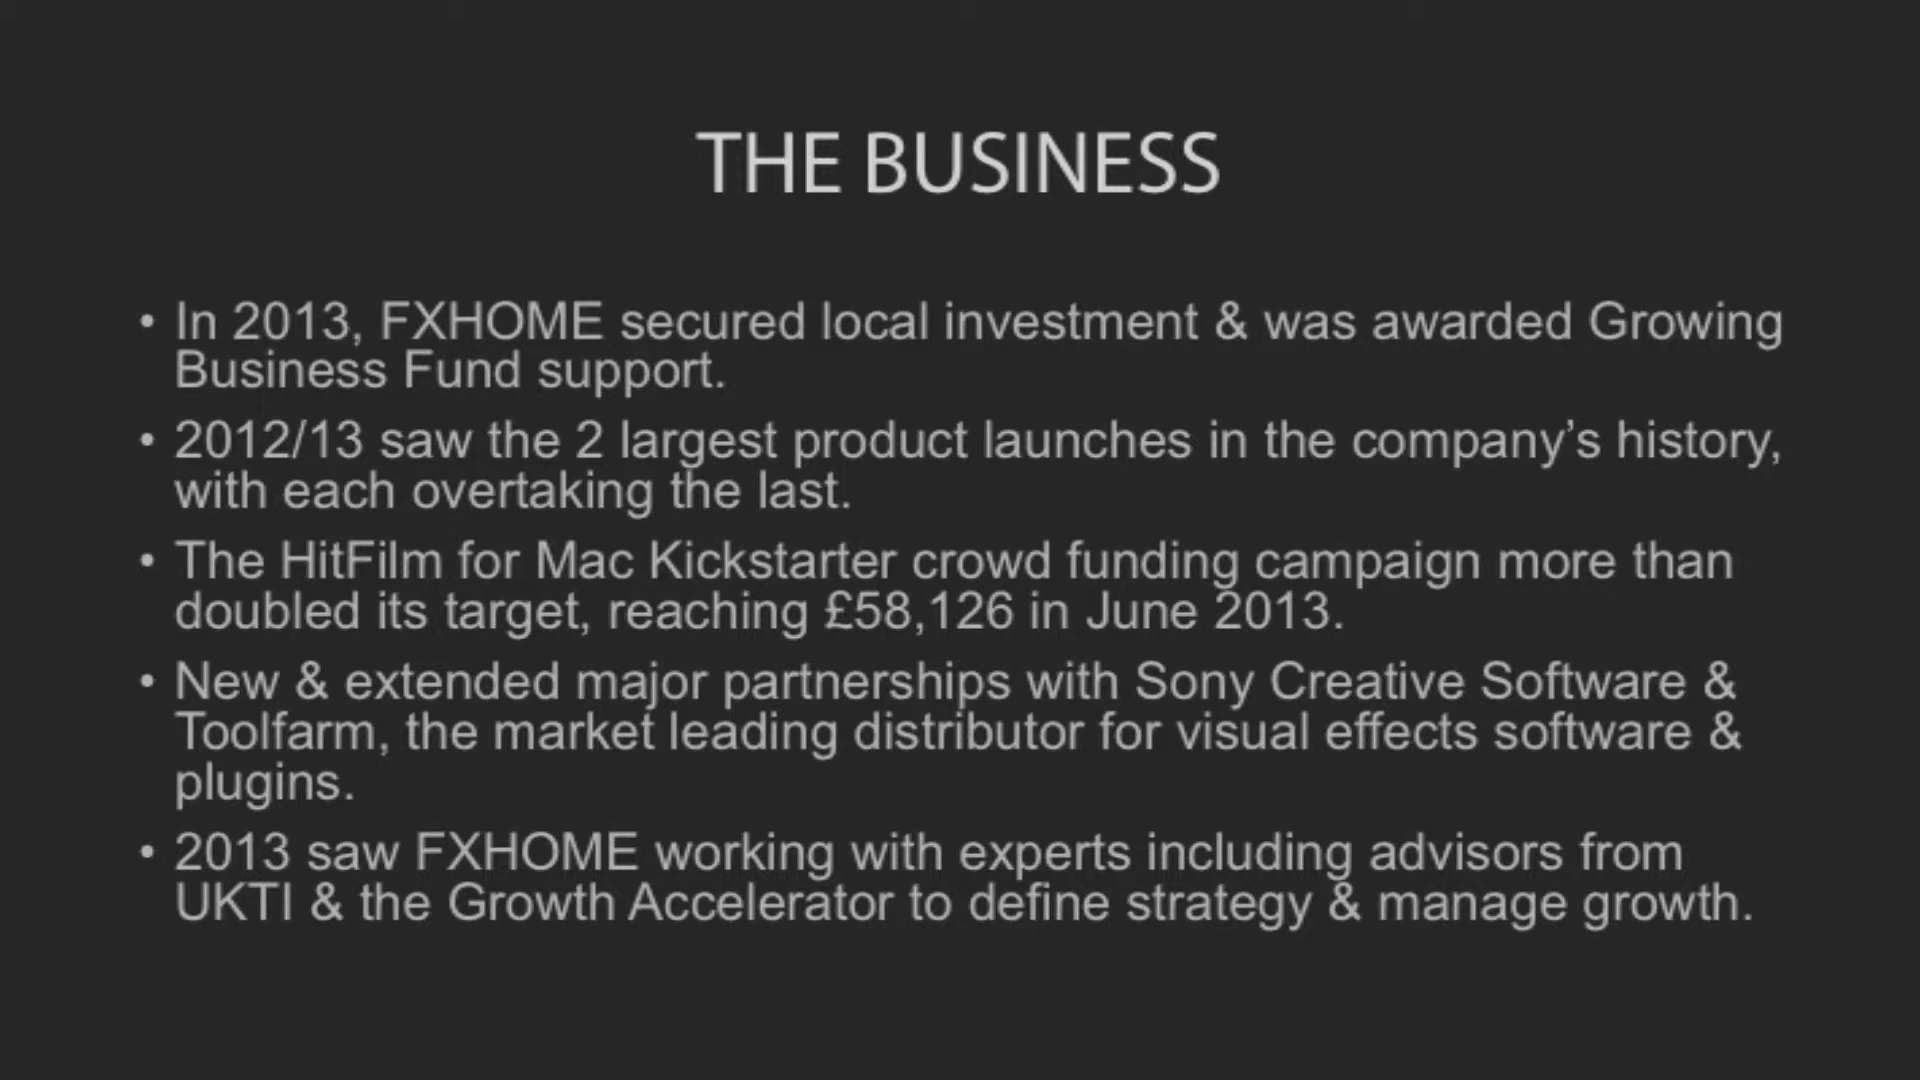 THE BUSINESS
• In 2013, FXHOME secured local investment & was awarded Growing
Business Fund support.
• 2012/13 saw the 2 largest product launches in the company’s history,
with each overtaking the last.
• The HitFilm for Mac Kickstarter crowd funding campaign more than
doubled its target, reaching £58,126 in June 2013.
• New & extended major partnerships with Sony Creative Software &
Toolfarm, the market leading distributor for visual effects software &
plugins.
• 2013 saw FXHOME working with experts including advisors from
UKTI & the Growth Accelerator to define strategy & manage growth.